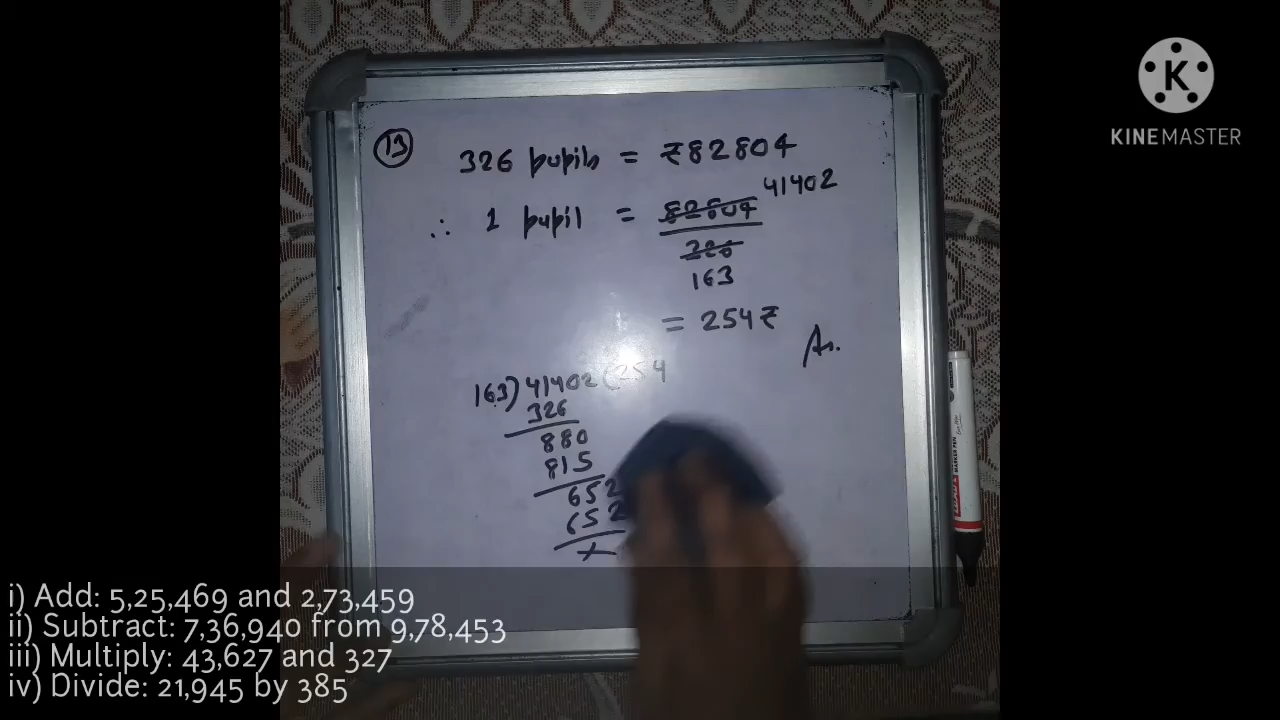 KINEMASTER
13
326 pupils = ₹82804
∴ 1 pupil = 82804 41402
326
163
= 254₹
An.
163) 41402 (254
326
880
815
652
652
×
i) Add: 5,25,469 and 2,73,459
ii) Subtract: 7,36,940 from 9,78,453
iii) Multiply: 43,627 and 327
iv) Divide: 21,945 by 385